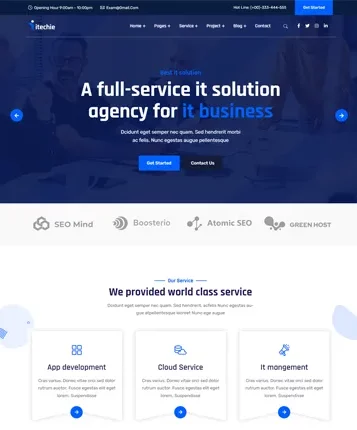 Opening Hour 9:00am - 10:00pm
Exam@Gmail.Com
Hot Line: (+00)-333-444-555
Get Started
itechie
Home +
Pages +
Service +
Project +
Blog +
Contact
Best it solution
A full-service it solution
agency for it business
Dcidunt eget semper nec quam. Sed hendrerit morbi
ac felis. Nunc egestas augue pellentesque
Get Started
Contact Us
SEO Mind
Boosterio
Atomic SEO
GREEN HOST
Our Service
We provided world class service
Dcidunt eget semper nec quam. Sed hendrerit, acfelis Nunc egestas au-
gue atpellentesque laoreet Nunc ege augue
App development
Cras varius. Donec vitae orci sed dolor
rutrum auctor. Fusce egestas elit eget
lorem. Suspendisse
Cloud Service
Cras varius. Donec vitae orci sed dolor
rutrum auctor. Fusce egestas elit eget
lorem. Suspendisse
It mongement
Cras varius. Donec vitae orci sed dolor
rutrum auctor. Fusce egestas elit eget
lorem. Suspendisse